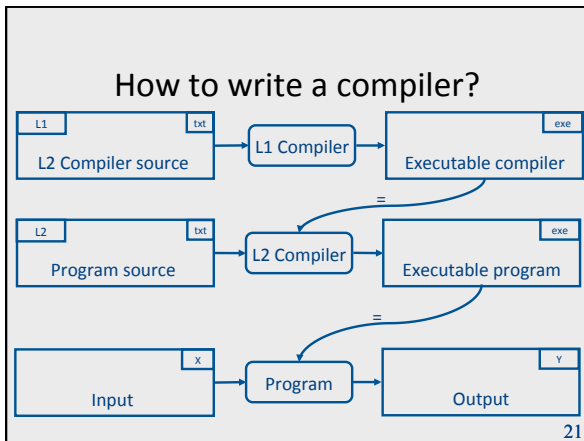 How to write a compiler?
L1 txt exe
L1 Compiler
L2 Compiler source Executable compiler
=
L2 txt exe
L2 Compiler
Program source Executable program
=
X Y
Program
Input Output
21